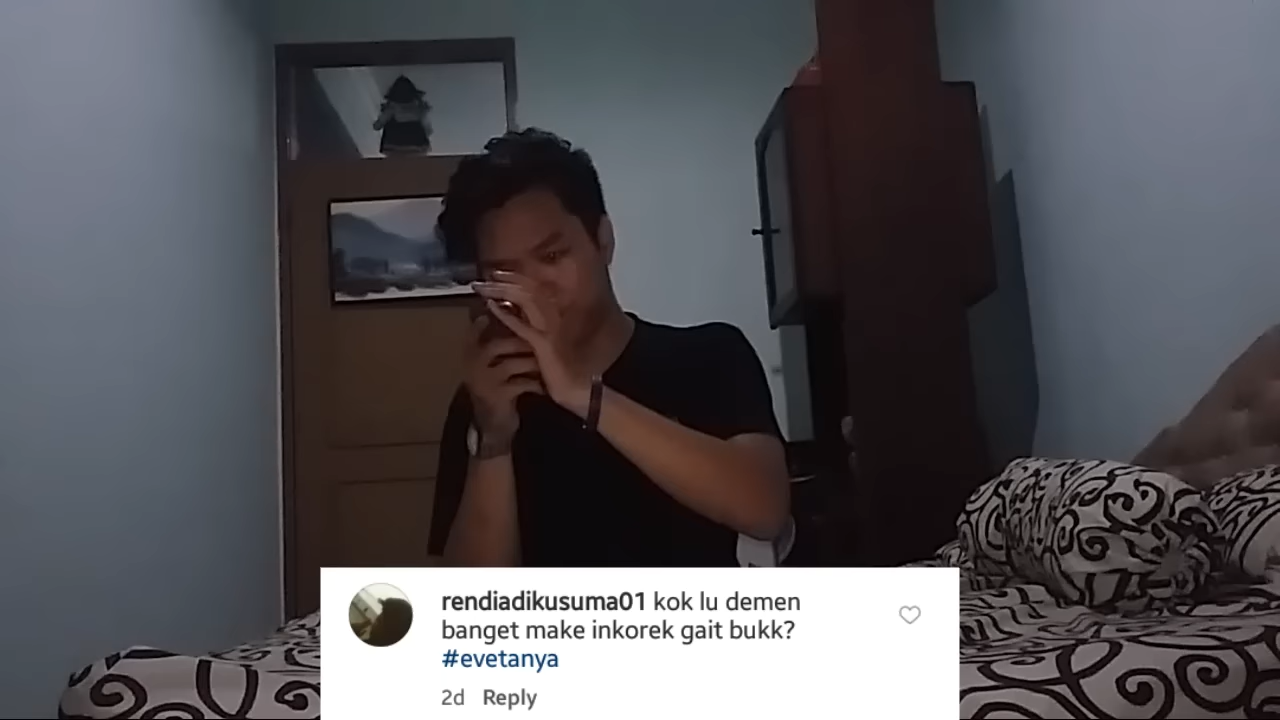 rendiadikusuma01 kok lu demen
banget make inkorek gait bukk?
#evetanya
2d Reply